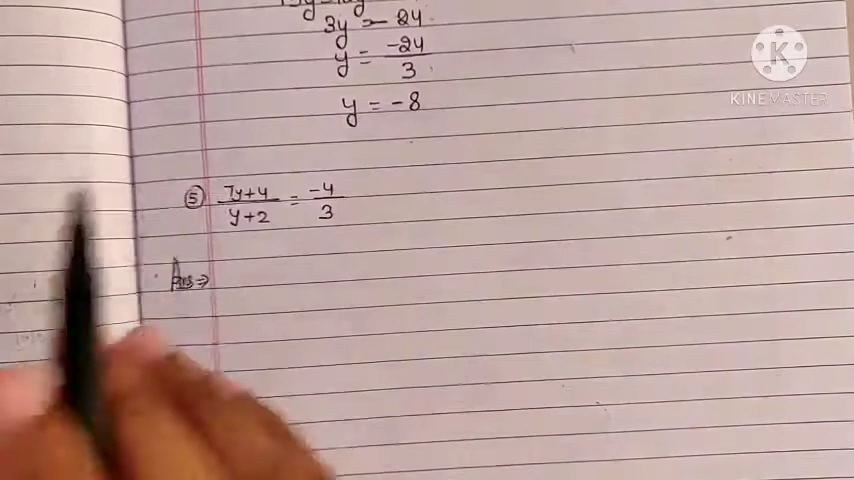 3y = - 24
y = -24/3
y = -8
⑤ 7y+4/y+2 = -4/3
Ans ⇒
KINEMASTER